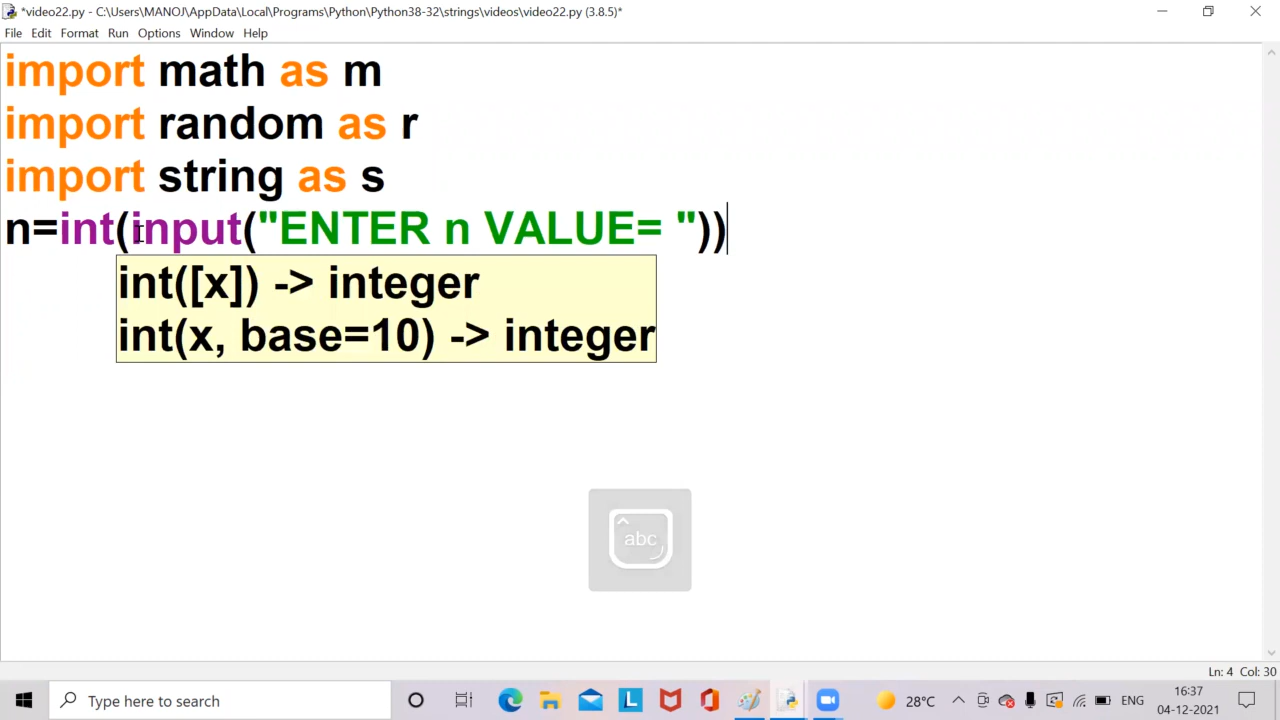 *video22.py - C:\Users\MANOJ\AppData\Local\Programs\Python\Python38-32\strings\videos\video22.py (3.8.5)*
File Edit Format Run Options Window Help
import math as m
import random as r
import string as s
n=int(input("ENTER n VALUE= "))
int([x]) -> integer
int(x, base=10) -> integer
abc
Ln: 4 Col: 30
Type here to search
L
28°C
ENG
16:37
04-12-2021